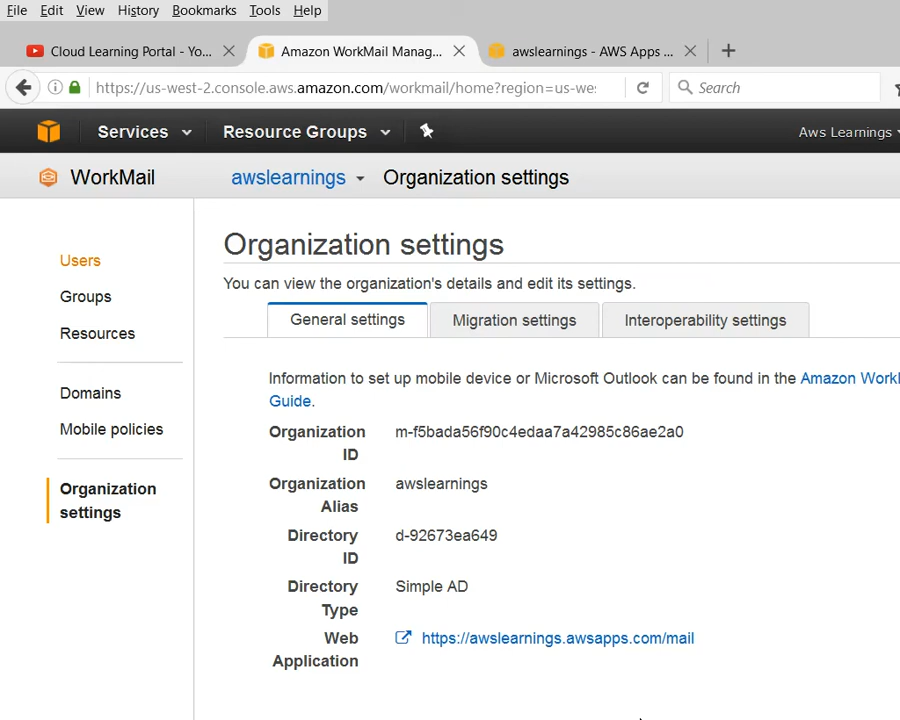 File Edit View History Bookmarks Tools Help
Cloud Learning Portal - Yo... Amazon WorkMail Manag... awslearnings - AWS Apps ...
https://us-west-2.console.aws.amazon.com/workmail/home?region=us-we Search
Services Resource Groups Aws Learnings
WorkMail awslearnings Organization settings
Users
Groups
Resources
Domains
Mobile policies
Organization
settings
Organization settings
You can view the organization's details and edit its settings.
General settings Migration settings Interoperability settings
Information to set up mobile device or Microsoft Outlook can be found in the Amazon Work
Guide.
Organization m-f5bada56f90c4edaa7a42985c86ae2a0
ID
Organization awslearnings
Alias
Directory d-92673ea649
ID
Directory Simple AD
Type
Web https://awslearnings.awsapps.com/mail
Application